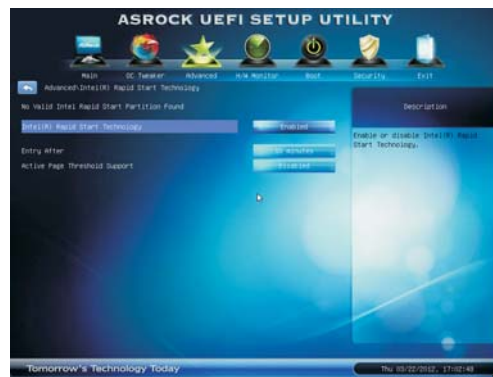 ASROCK UEFI SETUP UTILITY
Main OC Tweaker Advanced H/W Monitor Boot Security Exit
Advanced\Intel(R) Rapid Start Technology
No Valid Intel Rapid Start Partition Found
Description
Intel(R) Rapid Start Technology Enabled
Enable or disable Intel(R) Rapid
Start Technology.
Entry After minutes
Active Page Threshold Support Disabled
Tomorrow's Technology Today
Thu 03/22/2012, 17:02:48